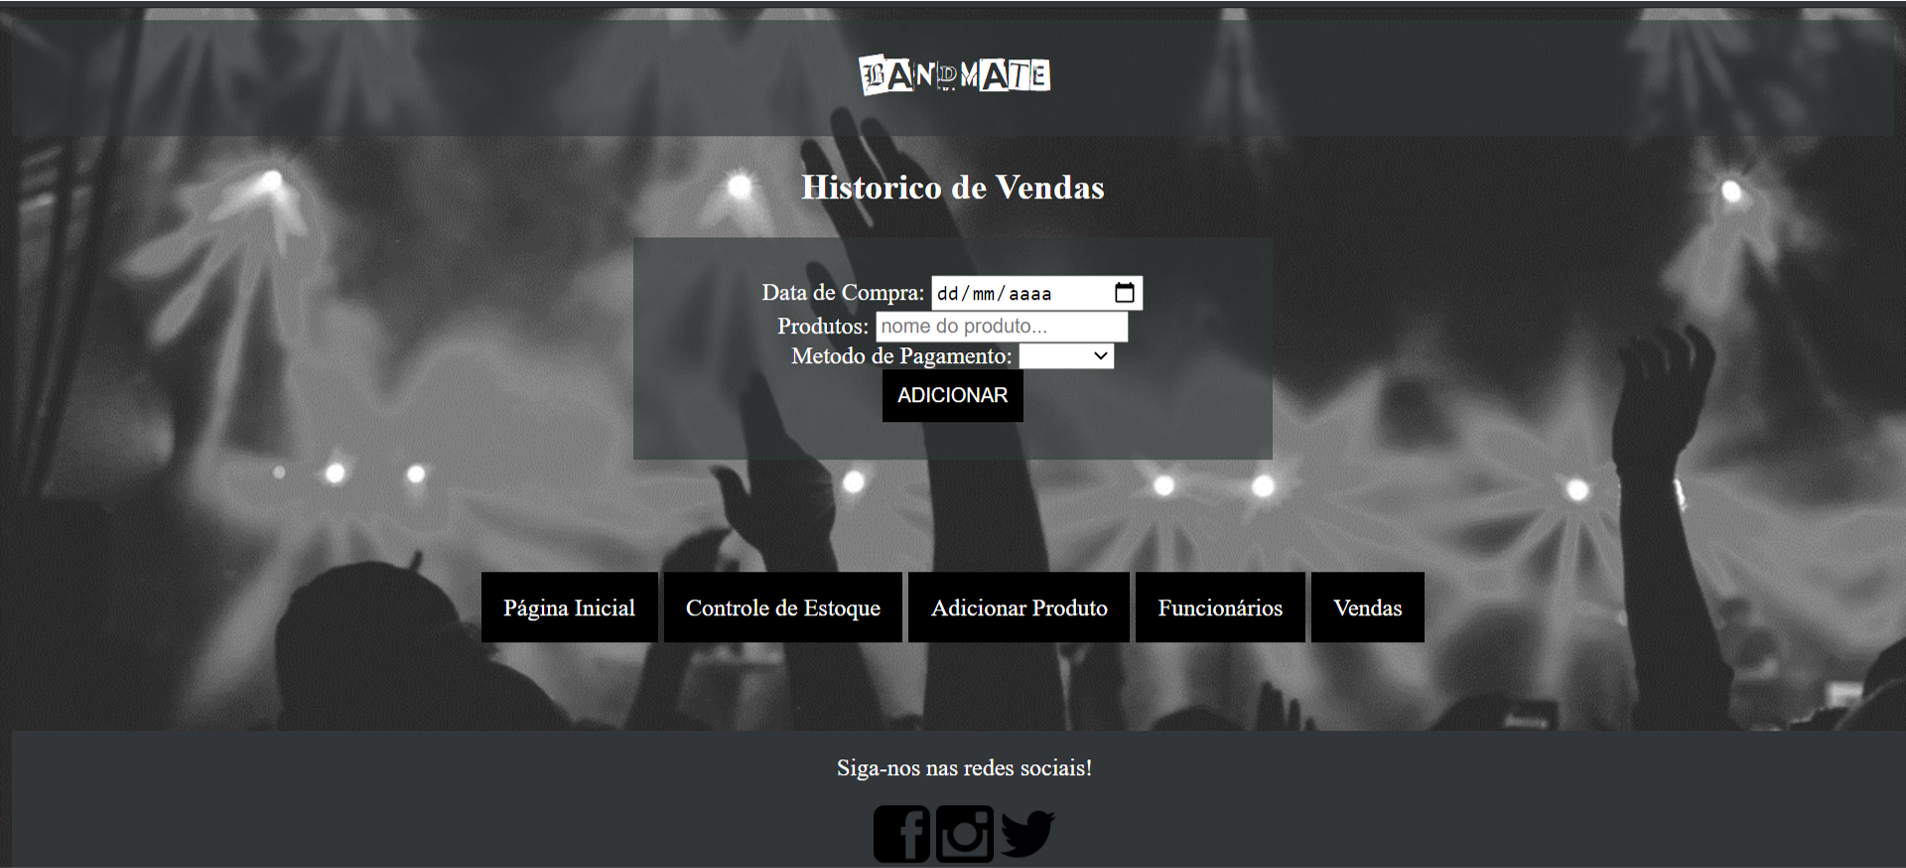 BANDMATE
Historico de Vendas
Data de Compra: dd/mm/aaaa
Produtos: nome do produto...
Metodo de Pagamento:
ADICIONAR
Página Inicial Controle de Estoque Adicionar Produto Funcionários Vendas
Siga-nos nas redes sociais!